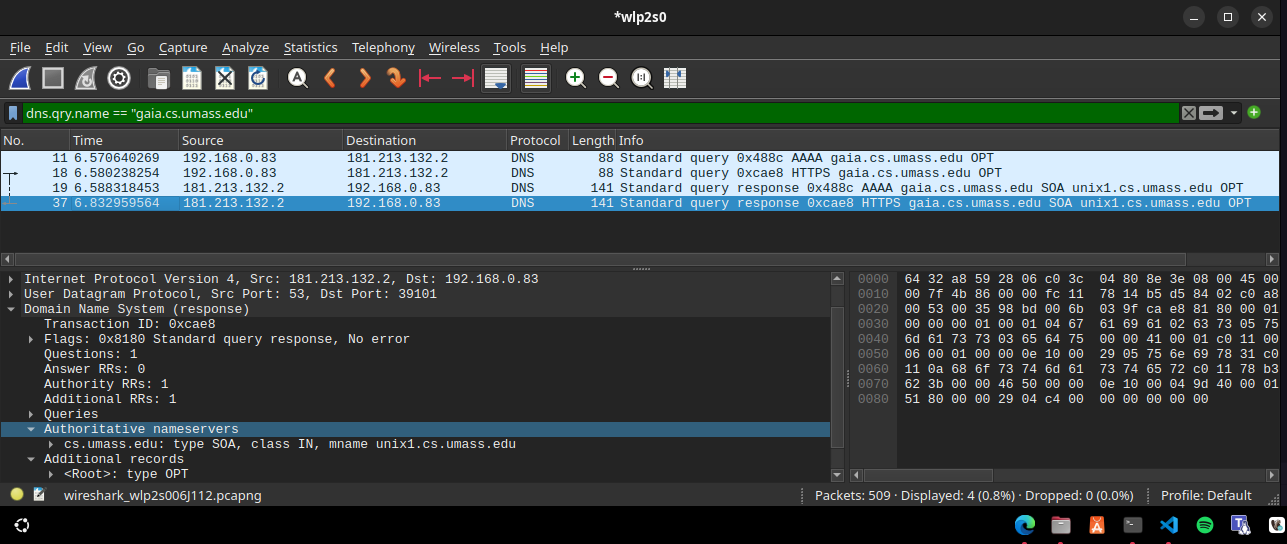 *wlp2s0
File Edit View Go Capture Analyze Statistics Telephony Wireless Tools Help
dns.qry.name == "gaia.cs.umass.edu"
No. Time Source Destination Protocol Length Info
11 6.570640269 192.168.0.83 181.213.132.2 DNS 88 Standard query 0x488c AAAA gaia.cs.umass.edu OPT
18 6.580238254 192.168.0.83 181.213.132.2 DNS 88 Standard query 0xcae8 HTTPS gaia.cs.umass.edu OPT
19 6.588318453 181.213.132.2 192.168.0.83 DNS 141 Standard query response 0x488c AAAA gaia.cs.umass.edu SOA unix1.cs.umass.edu OPT
37 6.832959564 181.213.132.2 192.168.0.83 DNS 141 Standard query response 0xcae8 HTTPS gaia.cs.umass.edu SOA unix1.cs.umass.edu OPT
Internet Protocol Version 4, Src: 181.213.132.2, Dst: 192.168.0.83
User Datagram Protocol, Src Port: 53, Dst Port: 39101
Domain Name System (response)
Transaction ID: 0xcae8
Flags: 0x8180 Standard query response, No error
Questions: 1
Answer RRs: 0
Authority RRs: 1
Additional RRs: 1
Queries
Authoritative nameservers
cs.umass.edu: type SOA, class IN, mname unix1.cs.umass.edu
Additional records
<Root>: type OPT
0000 64 32 a8 59 28 06 c0 3c 04 80 8e 3e 08 00 45 00
0010 00 7f 4b 86 00 00 fc 11 78 14 b5 d5 84 02 c0 a8
0020 00 53 00 35 98 bd 00 6b 03 9f ca e8 81 80 00 01
0030 00 00 00 01 00 01 04 67 61 69 61 02 63 73 05 75
0040 6d 61 73 73 03 65 64 75 00 00 41 00 01 c0 11 00
0050 06 00 01 00 00 0e 10 00 29 05 75 6e 69 78 31 c0
0060 11 0a 68 6f 73 74 6d 61 73 74 65 72 c0 11 78 b3
0070 62 3b 00 00 46 50 00 00 0e 10 00 04 9d 40 00 01
0080 51 80 00 00 29 04 c4 00 00 00 00 00 00
wireshark_wlp2s006J112.pcapng
Packets: 509 · Displayed: 4 (0.8%) · Dropped: 0 (0.0%)
Profile: Default